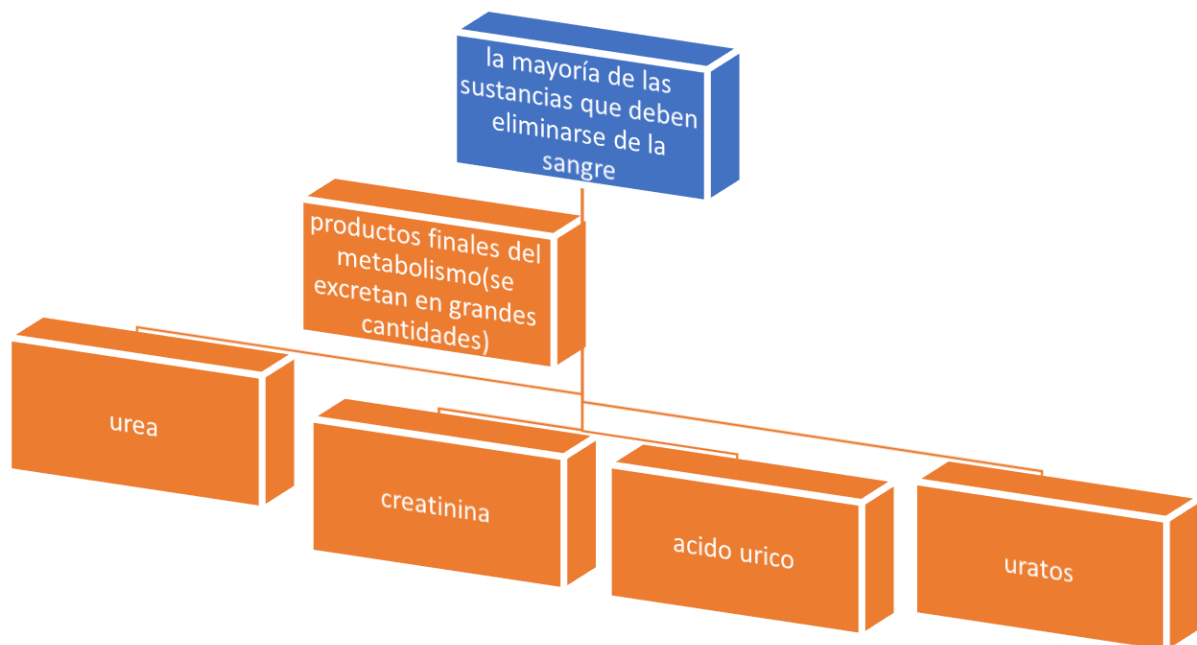 la mayoría de las
sustancias que deben
eliminarse de la
sangre
productos finales del
metabolismo(se
excretan en grandes
cantidades)
urea
creatinina
acido urico
uratos